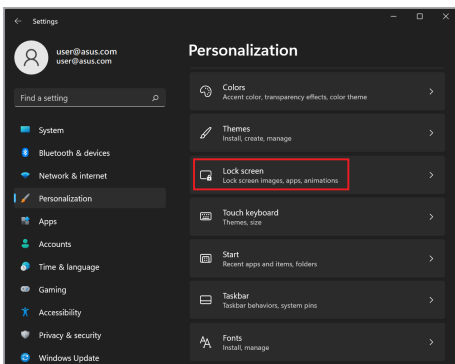 Settings
user@asus.com
user@asus.com
Find a setting
System
Bluetooth & devices
Network & internet
Personalization
Apps
Accounts
Time & language
Gaming
Accessibility
Privacy & security
Windows Update
Personalization
Colors
Accent color, transparency effects, color theme
Themes
Install, create, manage
Lock screen
Lock screen images, apps, animations
Touch keyboard
Themes, size
Start
Recent apps and items, folders
Taskbar
Taskbar behaviors, system pins
Fonts
Install, manage